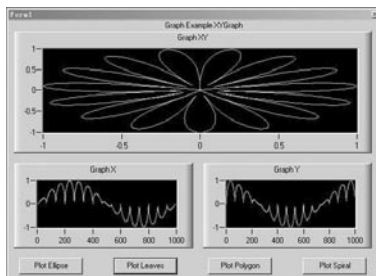 Form1
Graph Example XYGraph
Graph XY
1
0.5
0
-0.5
-1
-1 -0.5 0 0.5 1
Graph X
1
0
-1
0 200 400 600 800 1000
Graph Y
1
0
-1
0 200 400 600 800 1000
Plot Ellipse
Plot Leaves
Plot Polygon
Plot Spiral